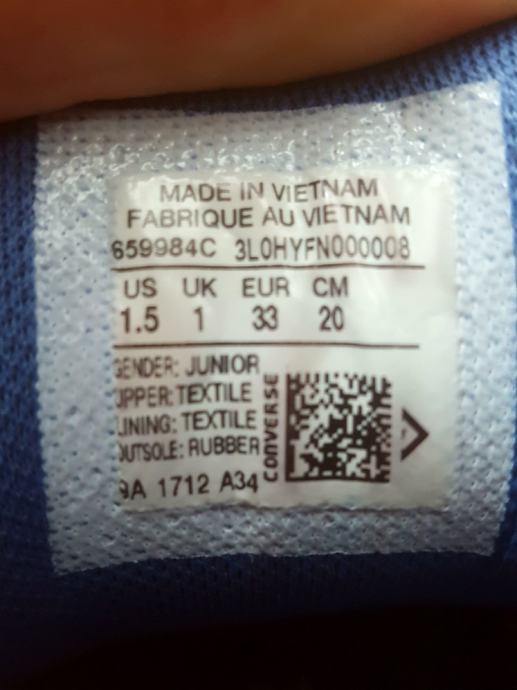 MADE IN VIETNAM
FABRIQUE AU VIETNAM
659984C 3L0HYFN000008
US UK EUR CM
1.5 1 33 20
GENDER: JUNIOR
UPPER: TEXTILE
LINING: TEXTILE
OUTSOLE: RUBBER
9A 1712 A34
CONVERSE